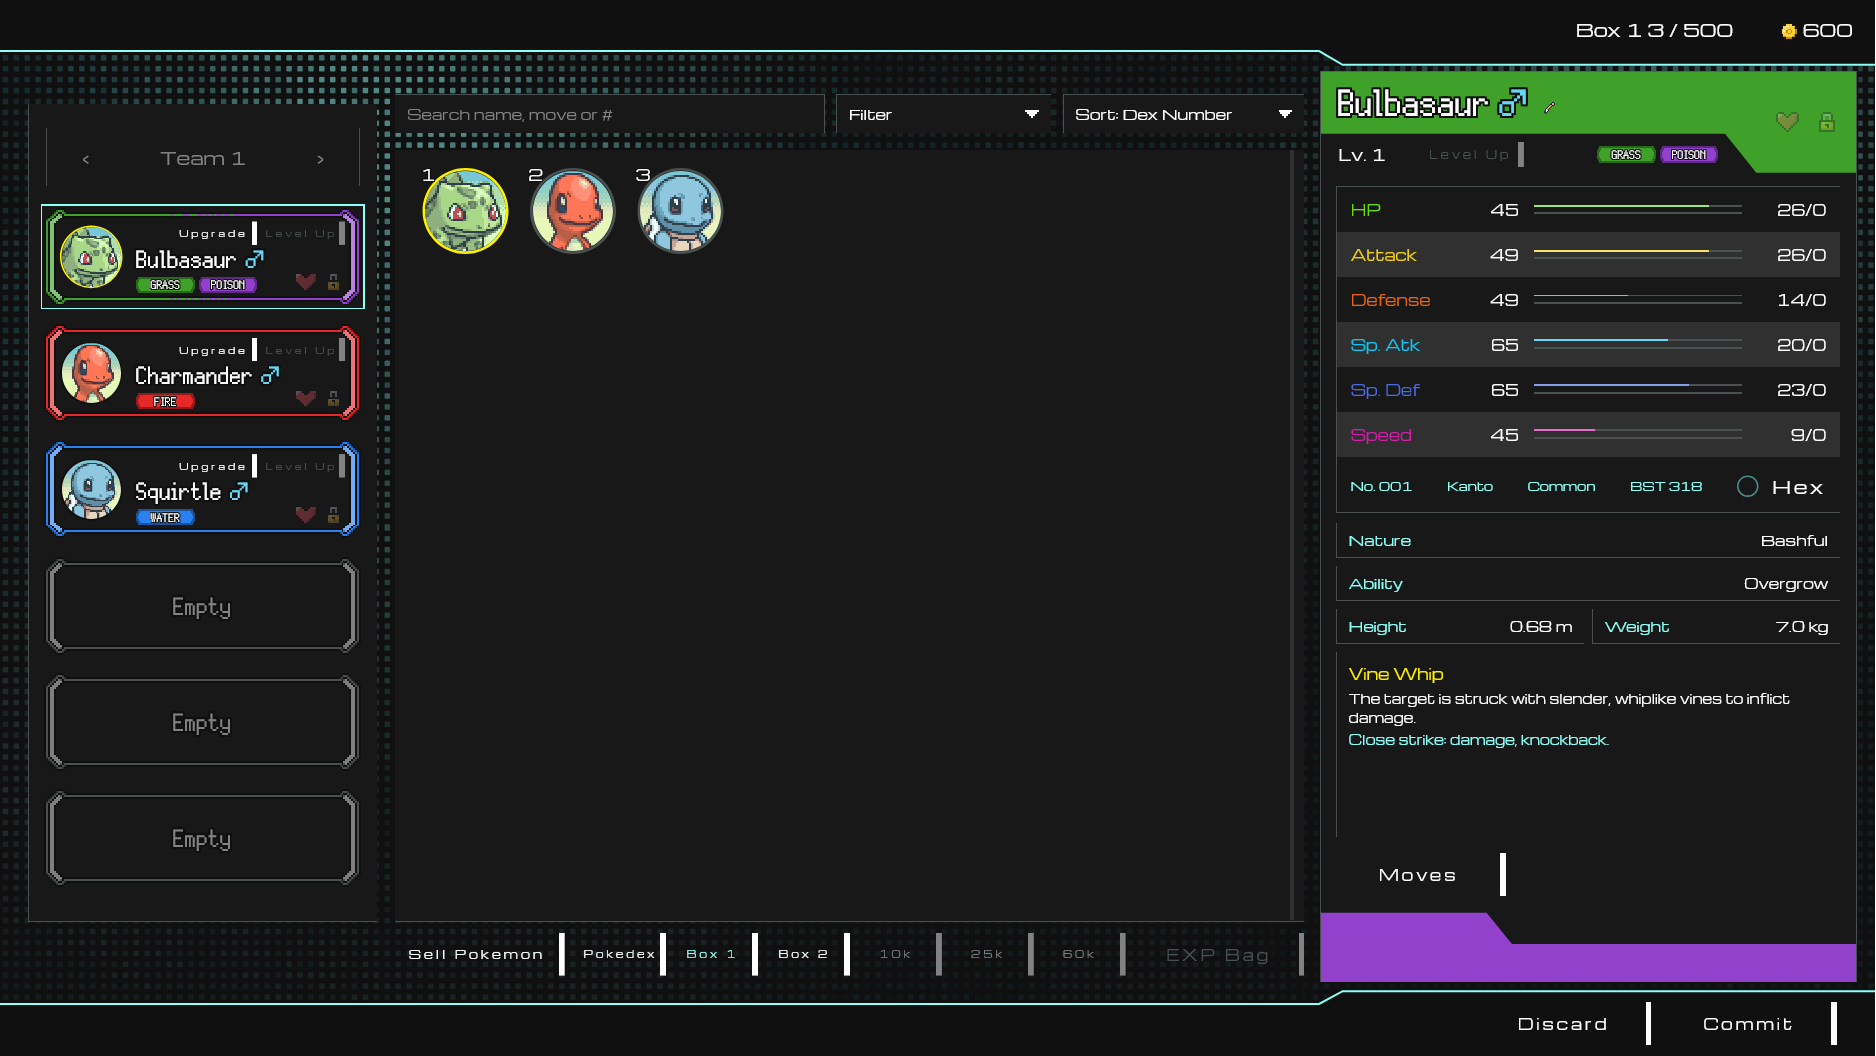 Box 1 3 / 500
600
Search name, move or #
Filter
Sort: Dex Number
Team 1
Upgrade
Level Up
Bulbasaur
GRASS
POISON
Upgrade
Level Up
Charmander
FIRE
Upgrade
Level Up
Squirtle
WATER
Empty
Empty
Empty
1
2
3
Sell Pokemon
Pokedex
Box 1
Box 2
10k
25k
60k
EXP Bag
Bulbasaur
Lv. 1
Level Up
GRASS
POISON
HP 45 26/0
Attack 49 26/0
Defense 49 14/0
Sp. Atk 65 20/0
Sp. Def 65 23/0
Speed 45 9/0
No. 001 Kanto Common BST 318 Hex
Nature Bashful
Ability Overgrow
Height 0.68 m Weight 7.0 kg
Vine Whip
The target is struck with slender, whiplike vines to inflict
damage.
Close strike: damage, knockback.
Moves
Discard
Commit